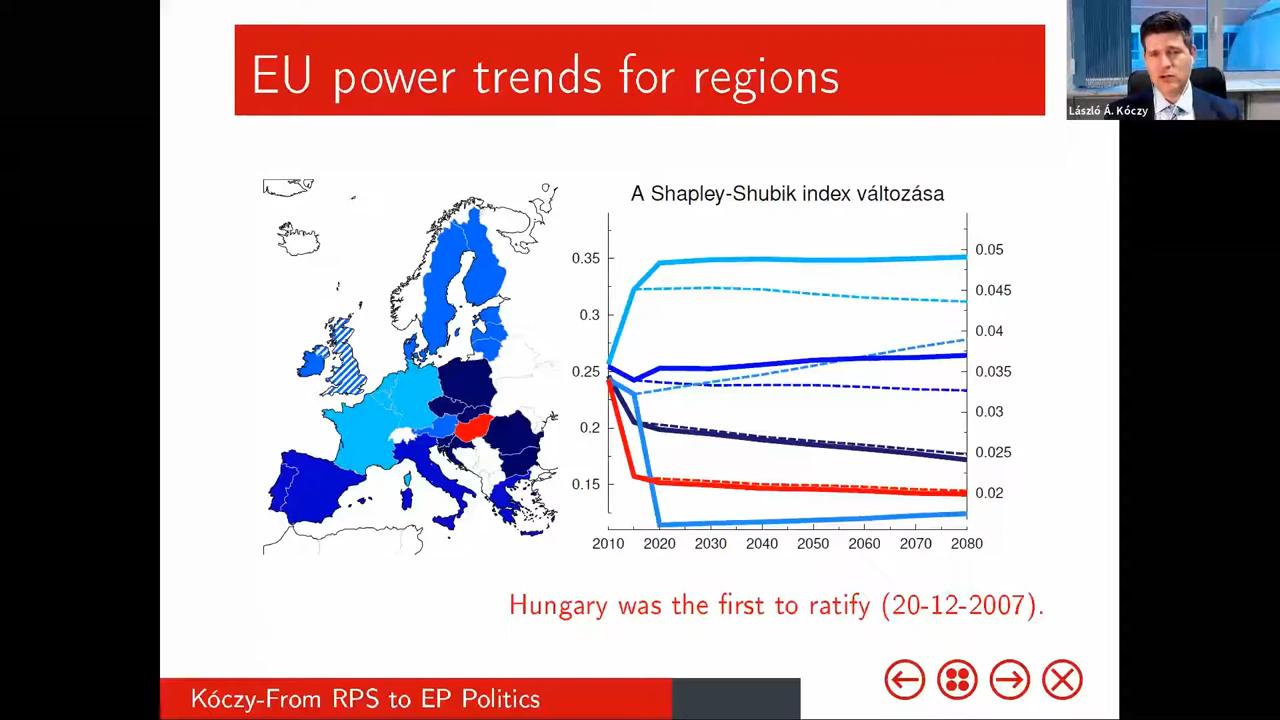 EU power trends for regions
László Á. Kóczy
A Shapley-Shubik index változása
0.35
0.3
0.25
0.2
0.15
0.05
0.045
0.04
0.035
0.03
0.025
0.02
2010 2020 2030 2040 2050 2060 2070 2080
Hungary was the first to ratify (20-12-2007).
Kóczy-From RPS to EP Politics